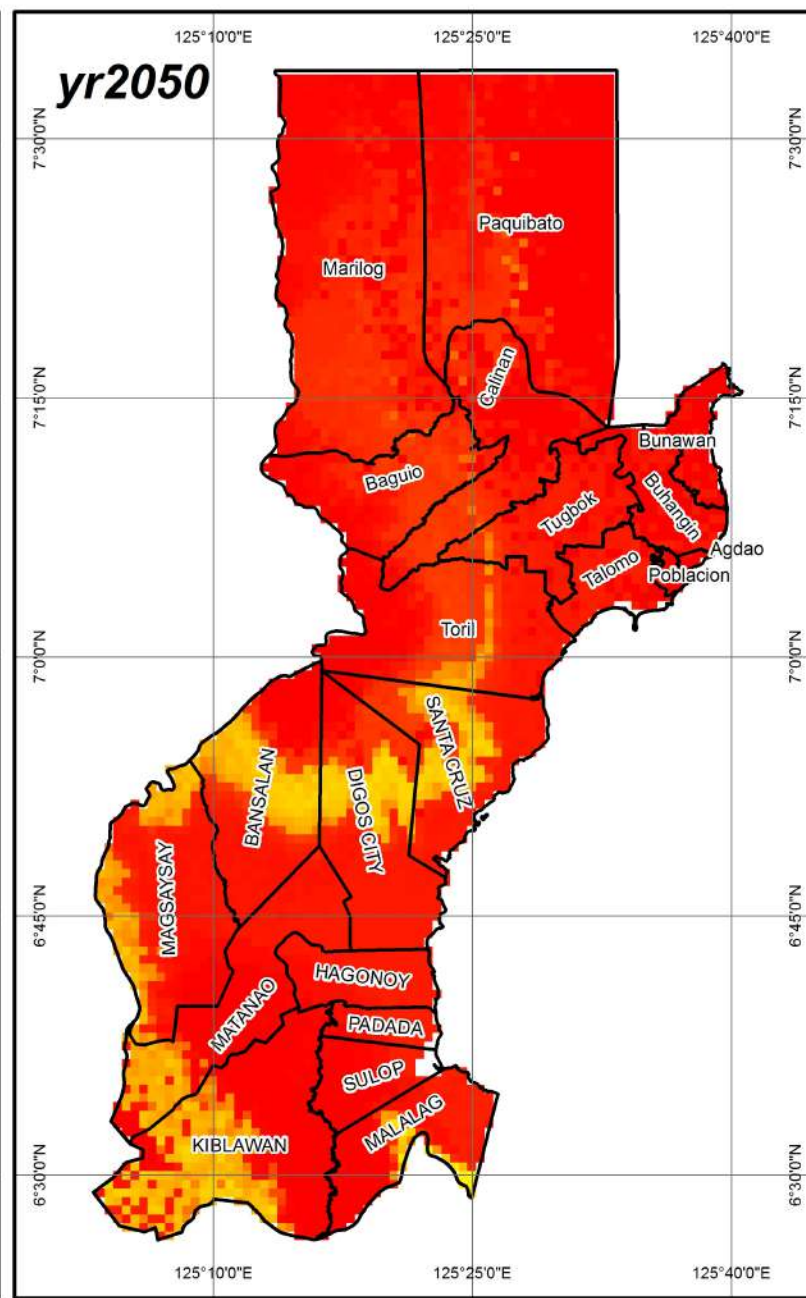 125°10'0"E
125°25'0"E
125°40'0"E
yr2050
7°30'0"N
7°30'0"N
Paquibato
Marilog
Calinan
7°15'0"N
7°15'0"N
Bunawan
Baguio
Buhangin
Tugbok
Agdao
Talomo
Poblacion
Toril
7°0'0"N
7°0'0"N
SANTA CRUZ
BANSALAN
DIGOS CITY
MAGSAYSAY
6°45'0"N
6°45'0"N
HAGONOY
MATANAO
PADADA
SULOP
MALALAG
KIBLAWAN
6°30'0"N
6°30'0"N
125°10'0"E
125°25'0"E
125°40'0"E